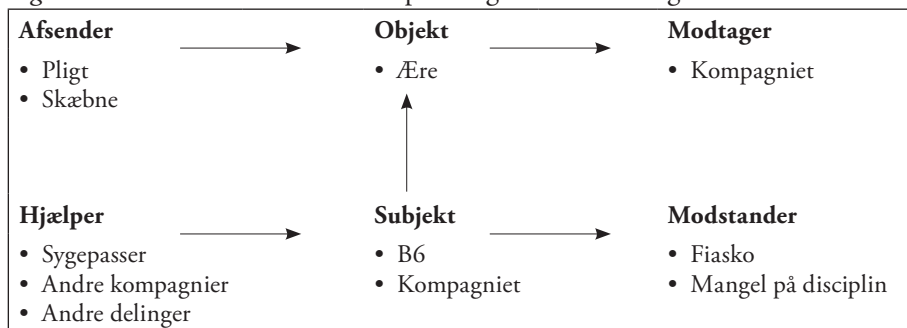 Afsender Objekt Modtager
• Pligt • Ære • Kompagniet
• Skæbne
Hjælper Subjekt Modstander
• Sygepasser • B6 • Fiasko
• Andre kompagnier • Kompagniet • Mangel på disciplin
• Andre delinger